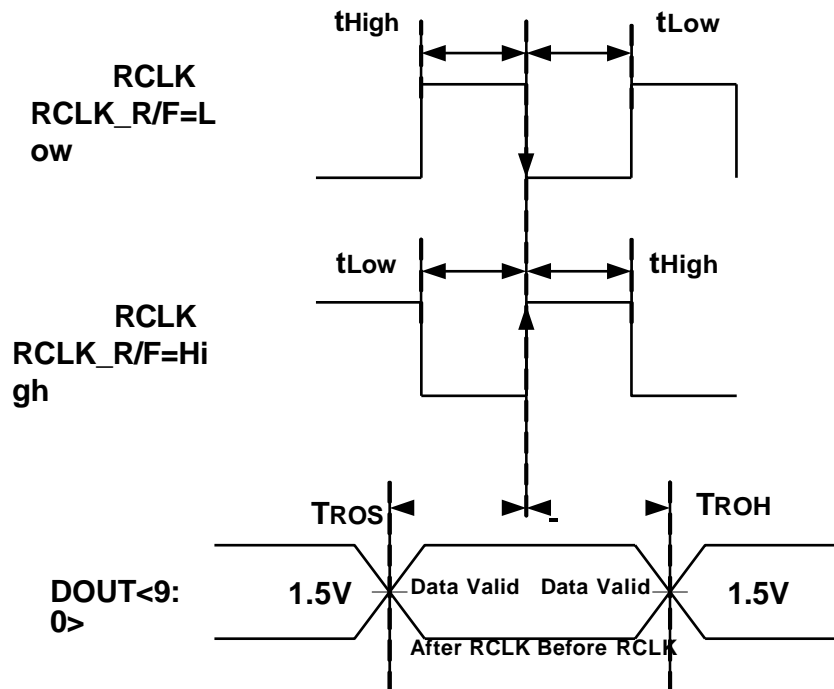 tHigh
tLow
RCLK
RCLK_R/F=L
ow
tLow
tHigh
RCLK
RCLK_R/F=Hi
gh
TROS
TROH
DOUT<9:
0>
1.5V
Data Valid Data Valid
1.5V
After RCLK Before RCLK